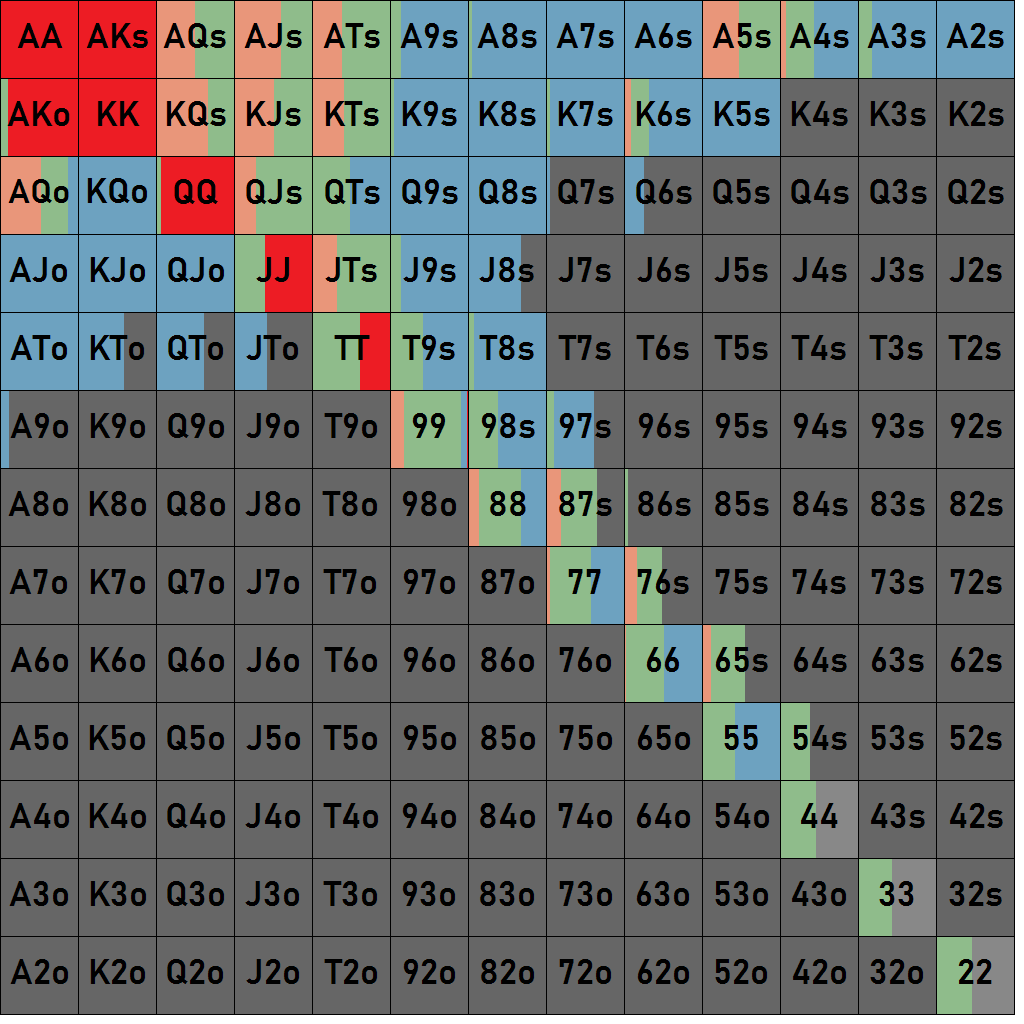 AA AKs AQs AJs ATs A9s A8s A7s A6s A5s A4s A3s A2s
AKo KK KQs KJs KTs K9s K8s K7s K6s K5s K4s K3s K2s
AQo KQo QQ QJs QTs Q9s Q8s Q7s Q6s Q5s Q4s Q3s Q2s
AJo KJo QJo JJ JTs J9s J8s J7s J6s J5s J4s J3s J2s
ATo KTo QTo JTo TT T9s T8s T7s T6s T5s T4s T3s T2s
A9o K9o Q9o J9o T9o 99 98s 97s 96s 95s 94s 93s 92s
A8o K8o Q8o J8o T8o 98o 88 87s 86s 85s 84s 83s 82s
A7o K7o Q7o J7o T7o 97o 87o 77 76s 75s 74s 73s 72s
A6o K6o Q6o J6o T6o 96o 86o 76o 66 65s 64s 63s 62s
A5o K5o Q5o J5o T5o 95o 85o 75o 65o 55 54s 53s 52s
A4o K4o Q4o J4o T4o 94o 84o 74o 64o 54o 44 43s 42s
A3o K3o Q3o J3o T3o 93o 83o 73o 63o 53o 43o 33 32s
A2o K2o Q2o J2o T2o 92o 82o 72o 62o 52o 42o 32o 22